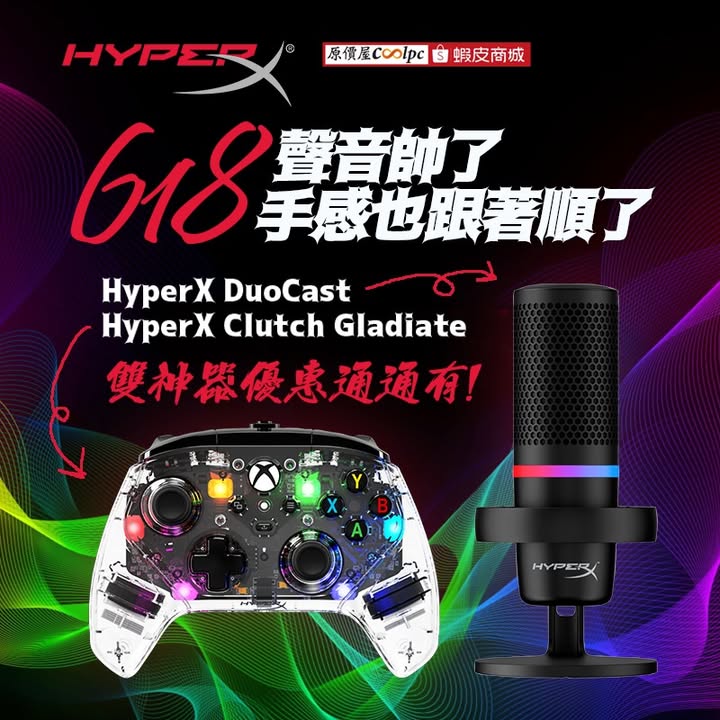 HYPERX®
原價屋Coolpc 蝦皮商城
618 聲音帥了
手感也跟著順了
HyperX DuoCast
HyperX Clutch Gladiate
雙神器優惠通通有!
Y
X B
A
HYPERX